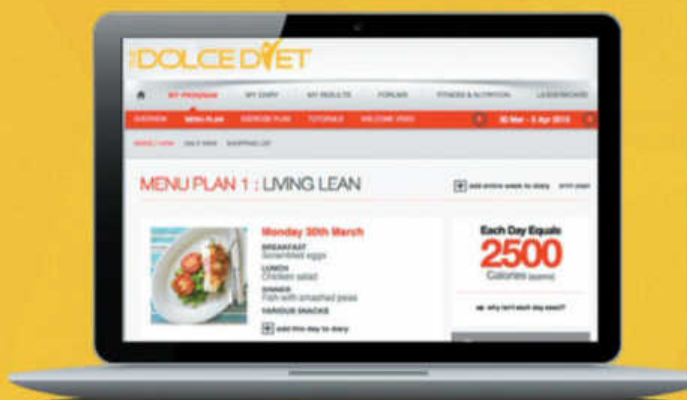 THE DOLCE DIET
MY PROGRAM MY DIARY MY RESULTS FORUMS FITNESS & NUTRITION LEADERBOARD
OVERVIEW MENU PLAN EXERCISE PLAN TUTORIALS WELCOME VIDEO 30 Mar - 5 Apr 2015
DAILY VIEW SHOPPING LIST
MENU PLAN 1 : LIVING LEAN
add entire week to diary print page
Monday 30th March
BREAKFAST
Scrambled eggs
LUNCH
Chicken salad
DINNER
Fish with smashed peas
VARIOUS SNACKS
add this day to diary
Each Day Equals
2500
Calories
why isn't each day exact?